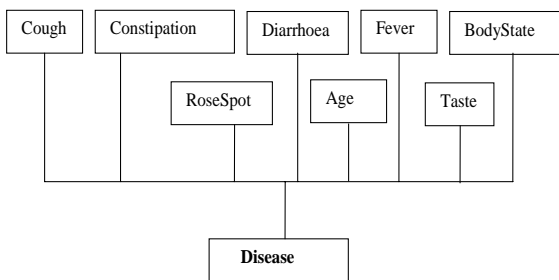 Cough Constipation Diarrhoea Fever BodyState
RoseSpot Age Taste
Disease